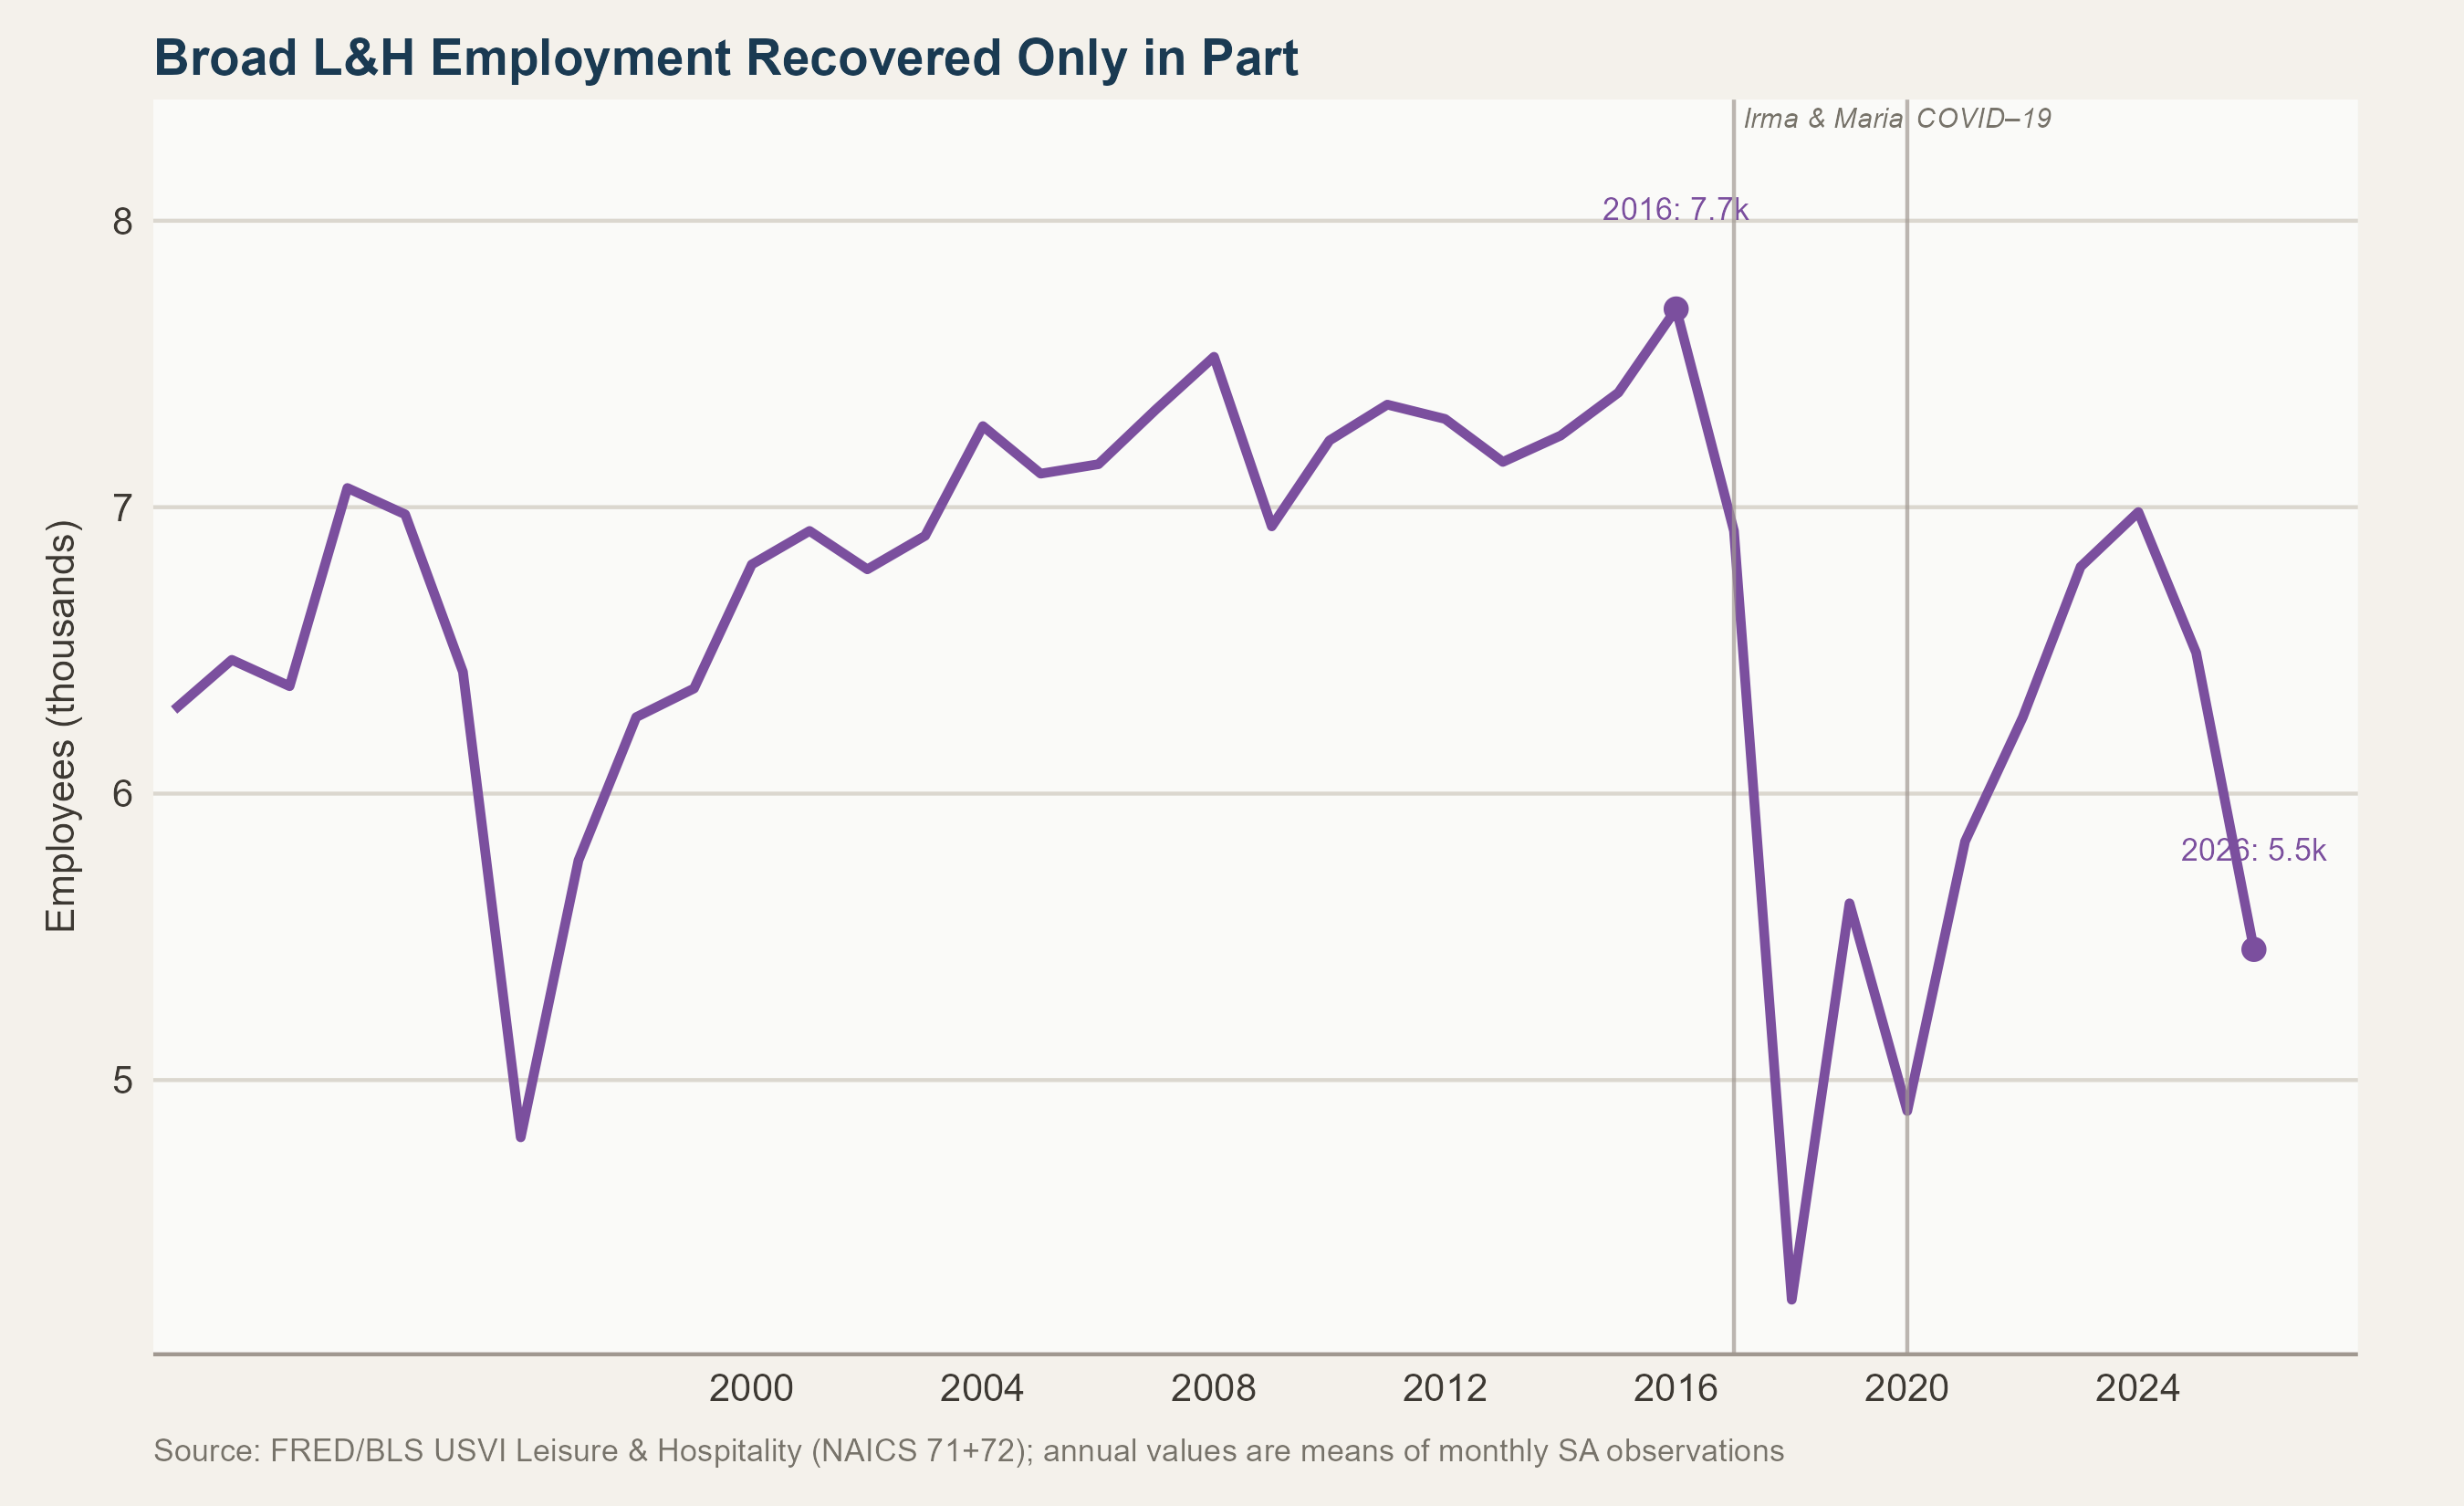 Broad L&H Employment Recovered Only in Part
Irma & Maria
COVID–19
2016: 7.7k
8
7
6
5
Employees (thousands)
2026: 5.5k
2000
2004
2008
2012
2016
2020
2024
Source: FRED/BLS USVI Leisure & Hospitality (NAICS 71+72); annual values are means of monthly SA observations